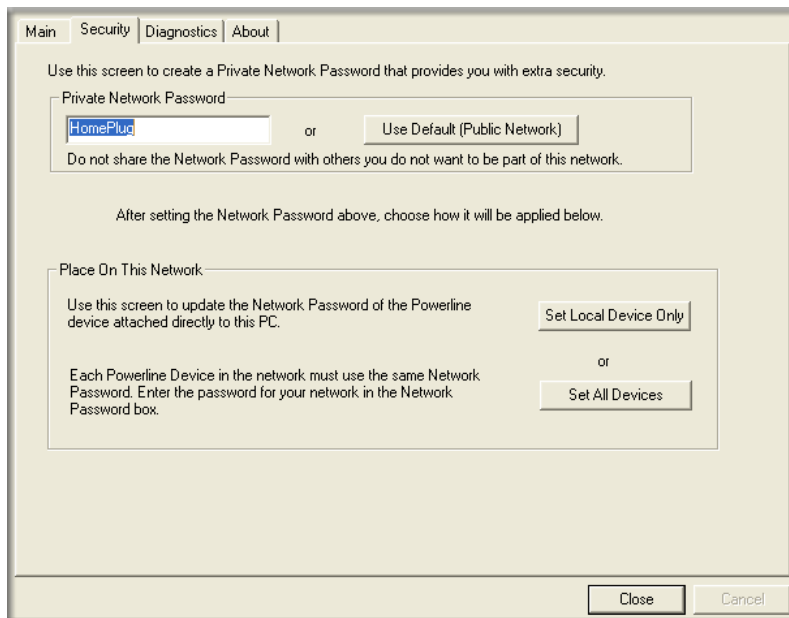 Main Security Diagnostics About
Use this screen to create a Private Network Password that provides you with extra security.
Private Network Password
HomePlug or Use Default (Public Network)
Do not share the Network Password with others you do not want to be part of this network.
After setting the Network Password above, choose how it will be applied below.
Place On This Network
Use this screen to update the Network Password of the Powerline
device attached directly to this PC.
Set Local Device Only
or
Each Powerline Device in the network must use the same Network
Password. Enter the password for your network in the Network
Password box.
Set All Devices
Close Cancel